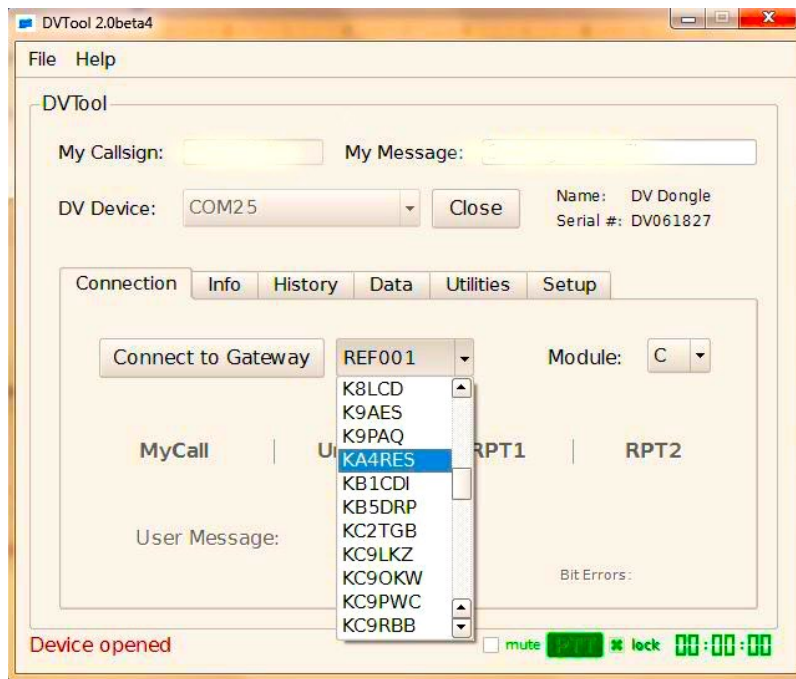 DVTool 2.0beta4
File Help
DVTool
My Callsign: My Message:
DV Device: COM25 Close Name: DV Dongle
Serial #: DV061827
Connection Info History Data Utilities Setup
Connect to Gateway REF001 Module: C
K8LCD
K9AES
K9PAQ
MyCall RPT1 RPT2
KA4RES
KB1CDI
KB5DRP
KC2TGB
User Message:
KC9LKZ
KC9OKW Bit Errors:
KC9PWC
KC9RBB
Device opened mute PTT lock 00:00:00